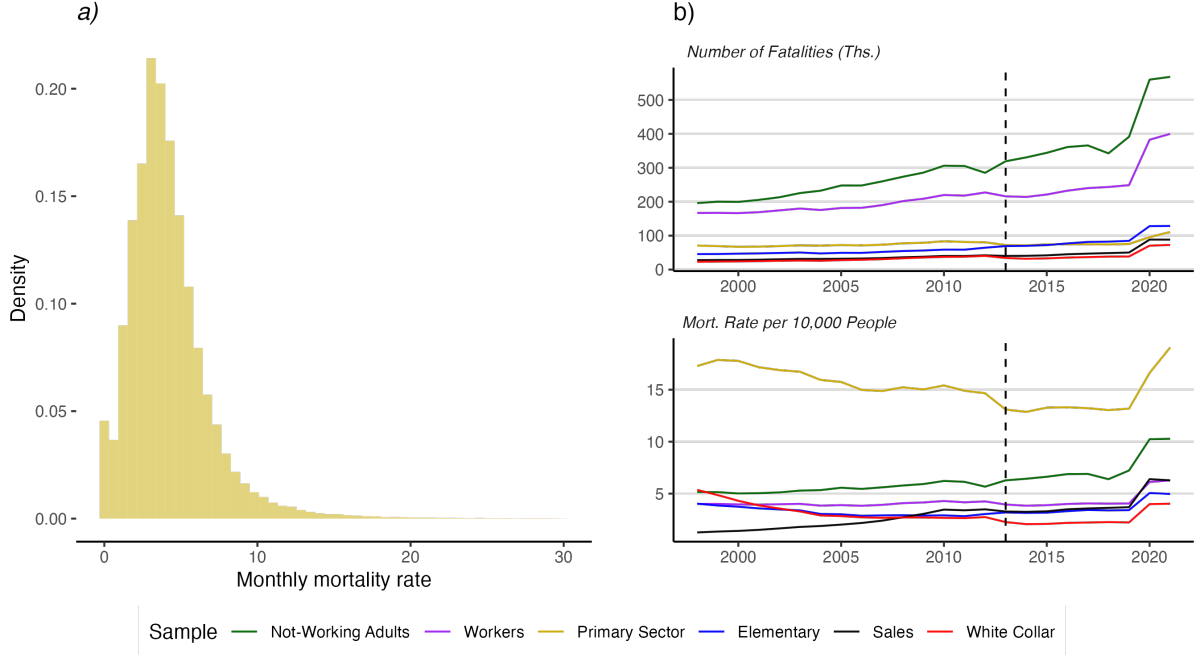 a)
Density
0.20
0.15
0.10
0.05
0.00
0 10 20 30
Monthly mortality rate
b)
Number of Fatalities (Ths.)
500
400
300
200
100
0
2000 2005 2010 2015 2020
Mort. Rate per 10,000 People
15
10
5
2000 2005 2010 2015 2020
Sample Not-Working Adults Workers Primary Sector Elementary Sales White Collar